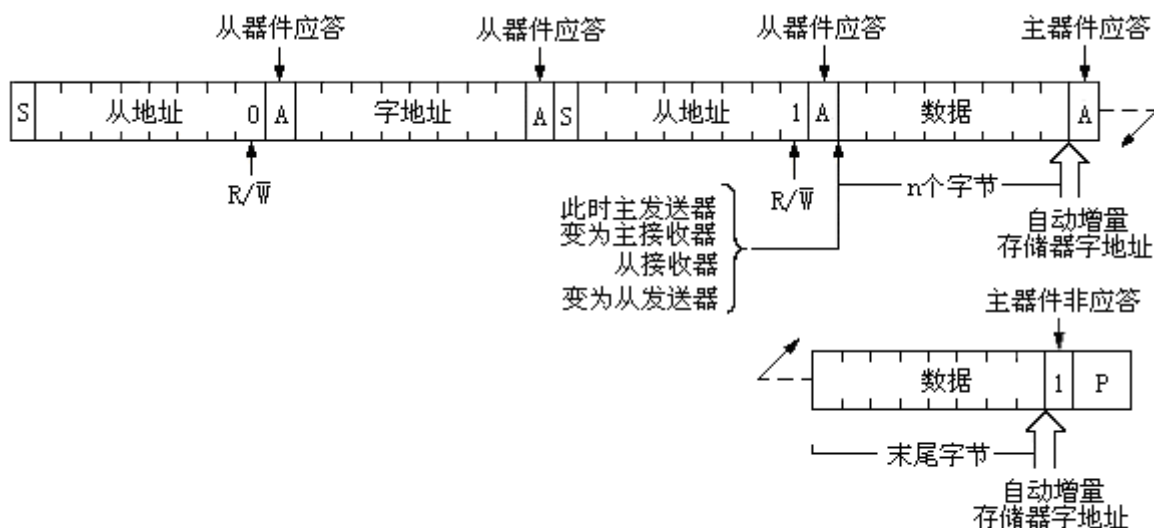 从器件应答 从器件应答 从器件应答 主器件应答
S 从地址 0 A 字地址 A S 从地址 1 A 数据 A
R/W̅ R/W̅ n个字节
此时主发送器
变为主接收器
从接收器
变为从发送器
自动增量
存储器字地址
主器件非应答
数据 1 P
末尾字节
自动增量
存储器字地址